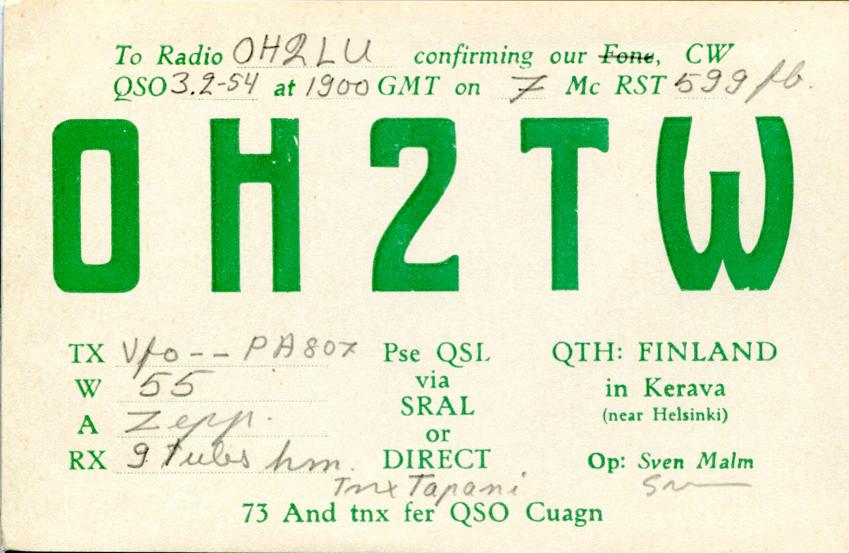 To Radio OH2LU confirming our Fone, CW
QSO 3.2-54 at 1900 GMT on 7 Mc RST 599 fb.
OH2TW
TX Vfo -- PA 807
W 55
A Zepp.
RX 9 tubes hm.
Pse QSL
via
SRAL
or
DIRECT
QTH: FINLAND
in Kerava
(near Helsinki)
Op: Sven Malm
Tnx Tapani
73 And tnx fer QSO Cuagn